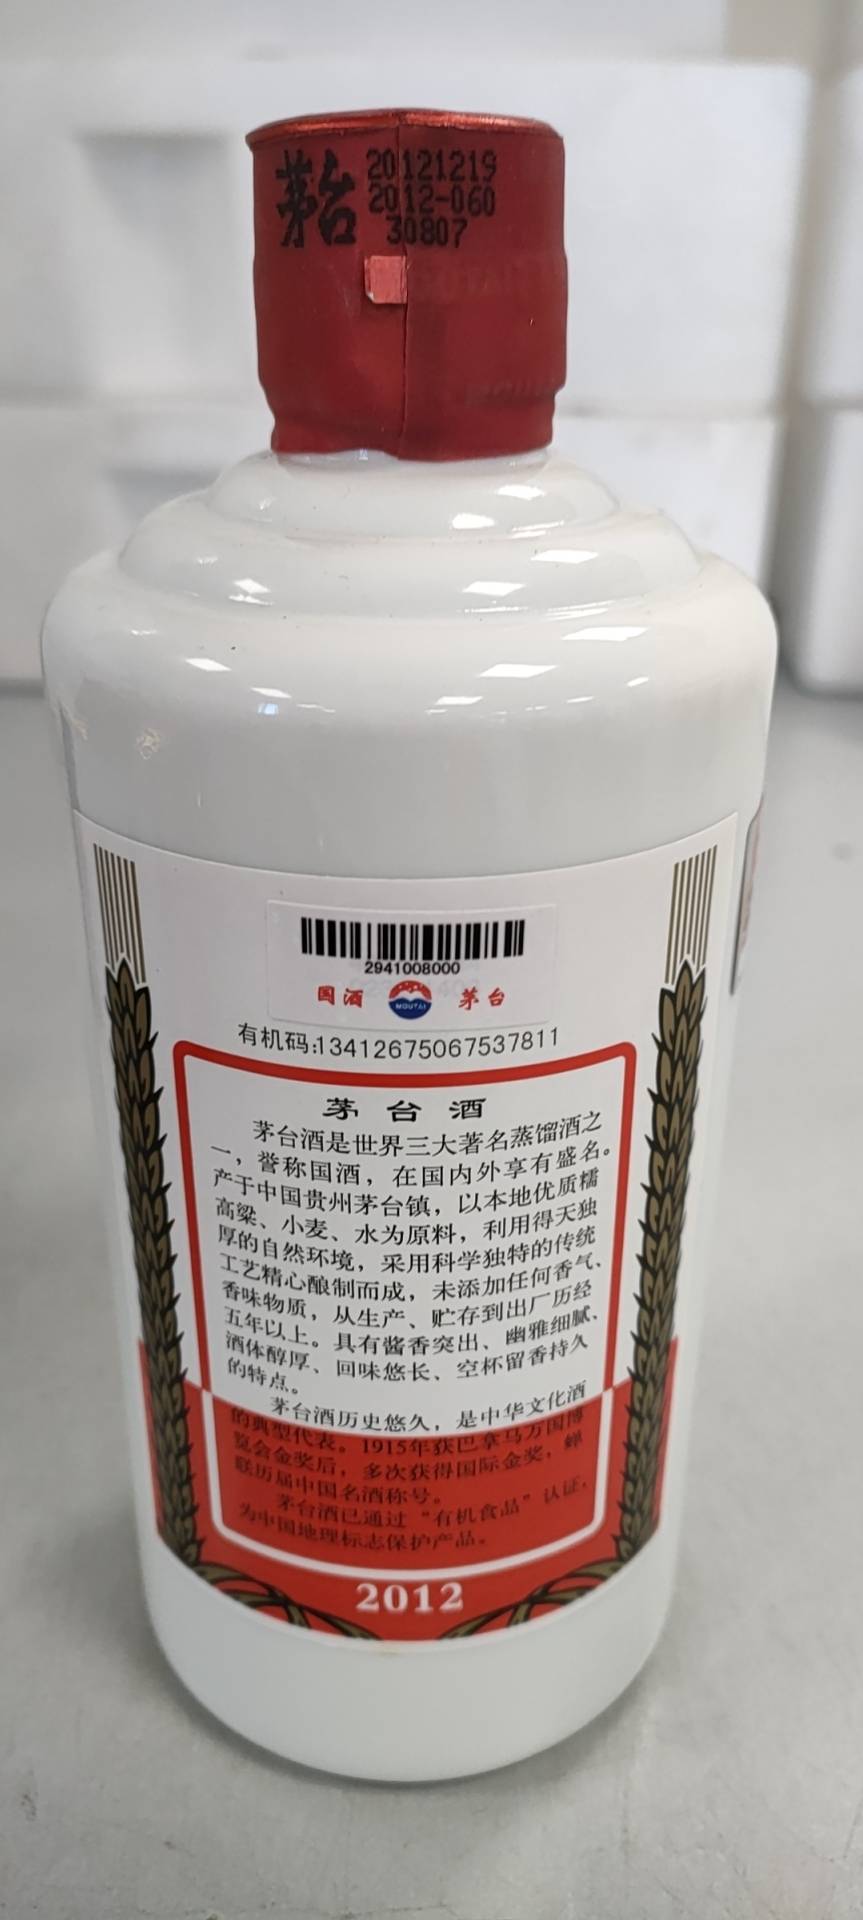 茅台
20121219
2012-060
30807
2941008000
国酒
MOUTAI
茅台
有机码:13412675067537811
茅台酒
茅台酒是世界三大著名蒸馏酒之
一，誉称国酒，在国内外享有盛名。
产于中国贵州茅台镇，以本地优质糯
高粱、小麦、水为原料，利用得天独
厚的自然环境，采用科学独特的传统
工艺精心酿制而成，未添加任何香气、
香味物质，从生产、贮存到出厂历经
五年以上。具有酱香突出、幽雅细腻、
酒体醇厚、回味悠长、空杯留香持久
的特点。
茅台酒历史悠久，是中华文化酒
的典型代表。1915年获巴拿马万国博
览会金奖后，多次获得国际金奖，蝉
联历届中国名酒称号。
茅台酒已通过“有机食品”认证，
为中国地理标志保护产品。
2012